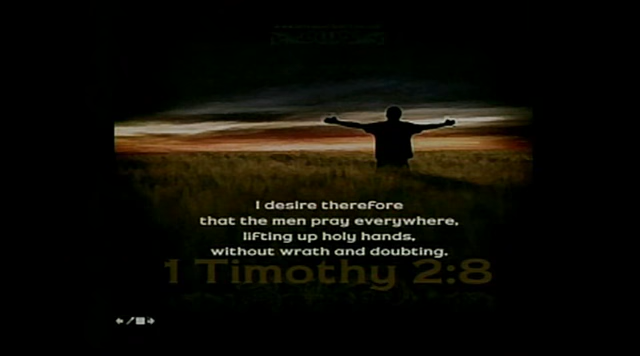 I desire therefore
that the men pray everywhere,
lifting up holy hands,
without wrath and doubting.
1 Timothy 2:8